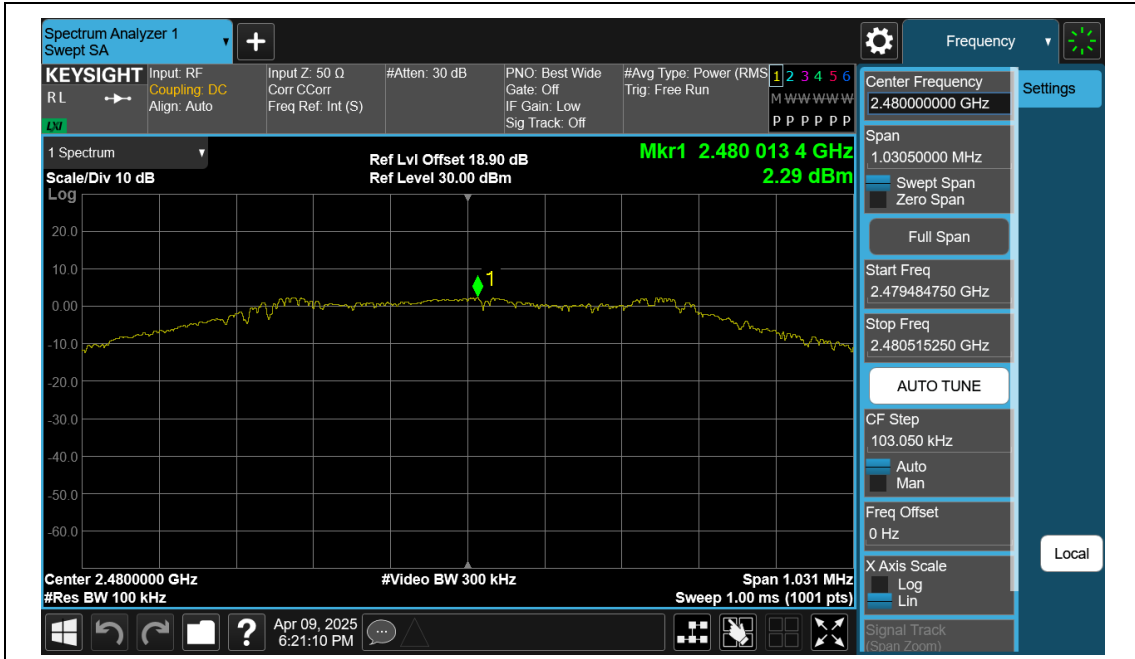 Spectrum Analyzer 1
Swept SA
Frequency
KEYSIGHT
R L
LXI
Input: RF
Coupling: DC
Align: Auto
Input Z: 50 Ω
Corr CCorr
Freq Ref: Int (S)
#Atten: 30 dB
PNO: Best Wide
Gate: Off
IF Gain: Low
Sig Track: Off
#Avg Type: Power (RMS
Trig: Free Run
1 2 3 4 5 6
M W W W W W
P P P P P P
1 Spectrum
Scale/Div 10 dB
Log
Ref Lvl Offset 18.90 dB
Ref Level 30.00 dBm
Mkr1 2.480 013 4 GHz
2.29 dBm
20.0
10.0
0.00
-10.0
-20.0
-30.0
-40.0
-50.0
-60.0
1
Center 2.4800000 GHz
#Res BW 100 kHz
#Video BW 300 kHz
Span 1.031 MHz
Sweep 1.00 ms (1001 pts)
Center Frequency
2.480000000 GHz
Settings
Span
1.03050000 MHz
Swept Span
Zero Span
Full Span
Start Freq
2.479484750 GHz
Stop Freq
2.480515250 GHz
AUTO TUNE
CF Step
103.050 kHz
Auto
Man
Freq Offset
0 Hz
X Axis Scale
Log
Lin
Signal Track
(Span Zoom)
Local
?
Apr 09, 2025
6:21:10 PM